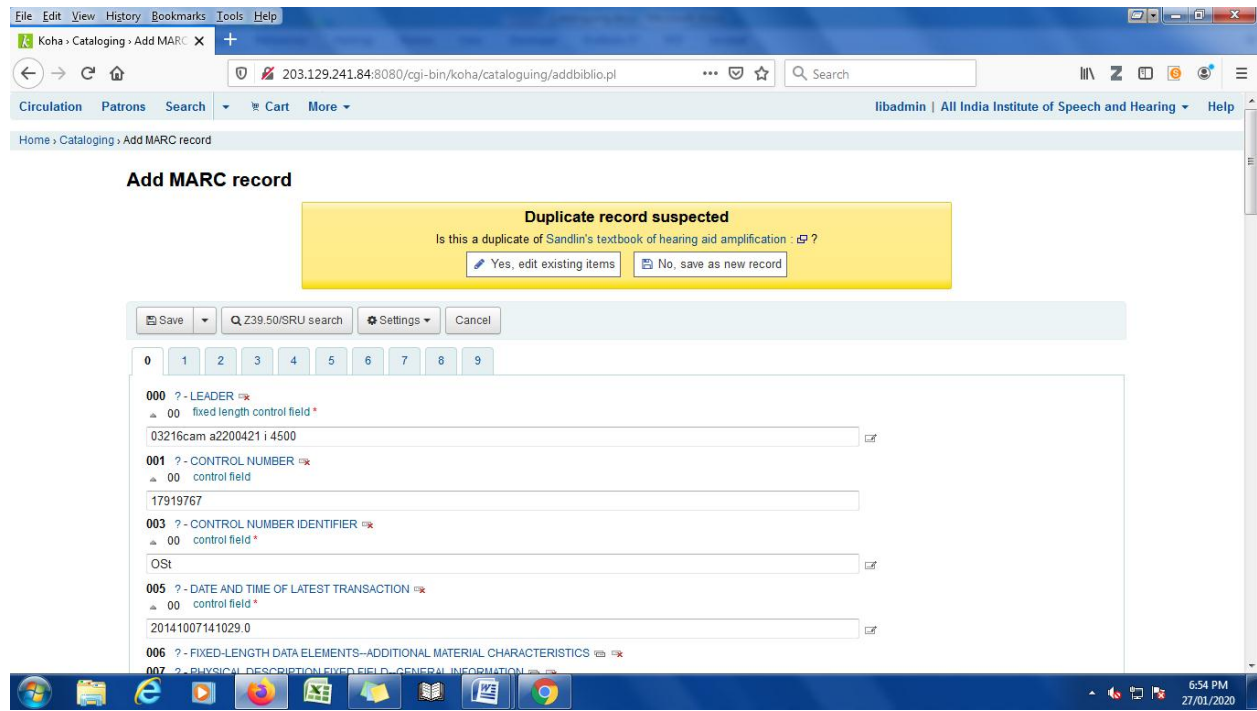 File Edit View History Bookmarks Tools Help
Koha › Cataloging › Add MARC
203.129.241.84:8080/cgi-bin/koha/cataloguing/addbiblio.pl
Search
Circulation Patrons Search Cart More
libadmin | All India Institute of Speech and Hearing Help
Home › Cataloging › Add MARC record
Add MARC record
Duplicate record suspected
Is this a duplicate of Sandlin's textbook of hearing aid amplification : ?
Yes, edit existing items No, save as new record
Save Z39.50/SRU search Settings Cancel
0 1 2 3 4 5 6 7 8 9
000 ? - LEADER
00 fixed length control field *
03216cam a2200421 i 4500
001 ? - CONTROL NUMBER
00 control field
17919767
003 ? - CONTROL NUMBER IDENTIFIER
00 control field *
OSt
005 ? - DATE AND TIME OF LATEST TRANSACTION
00 control field *
20141007141029.0
006 ? - FIXED-LENGTH DATA ELEMENTS--ADDITIONAL MATERIAL CHARACTERISTICS
007 ? - PHYSICAL DESCRIPTION FIXED FIELD--GENERAL INFORMATION
6:54 PM
27/01/2020